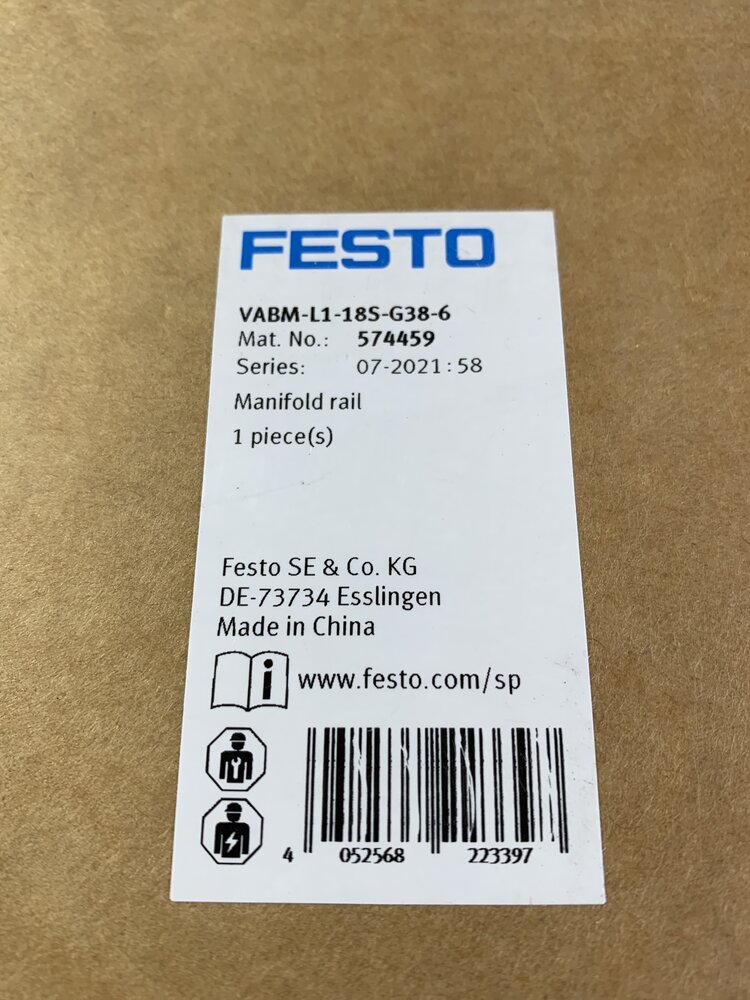 FESTO
VABM-L1-18S-G38-6
Mat. No.: 574459
Series: 07-2021:58
Manifold rail
1 piece(s)
Festo SE & Co. KG
DE-73734 Esslingen
Made in China
i www.festo.com/sp
4 052568 223397